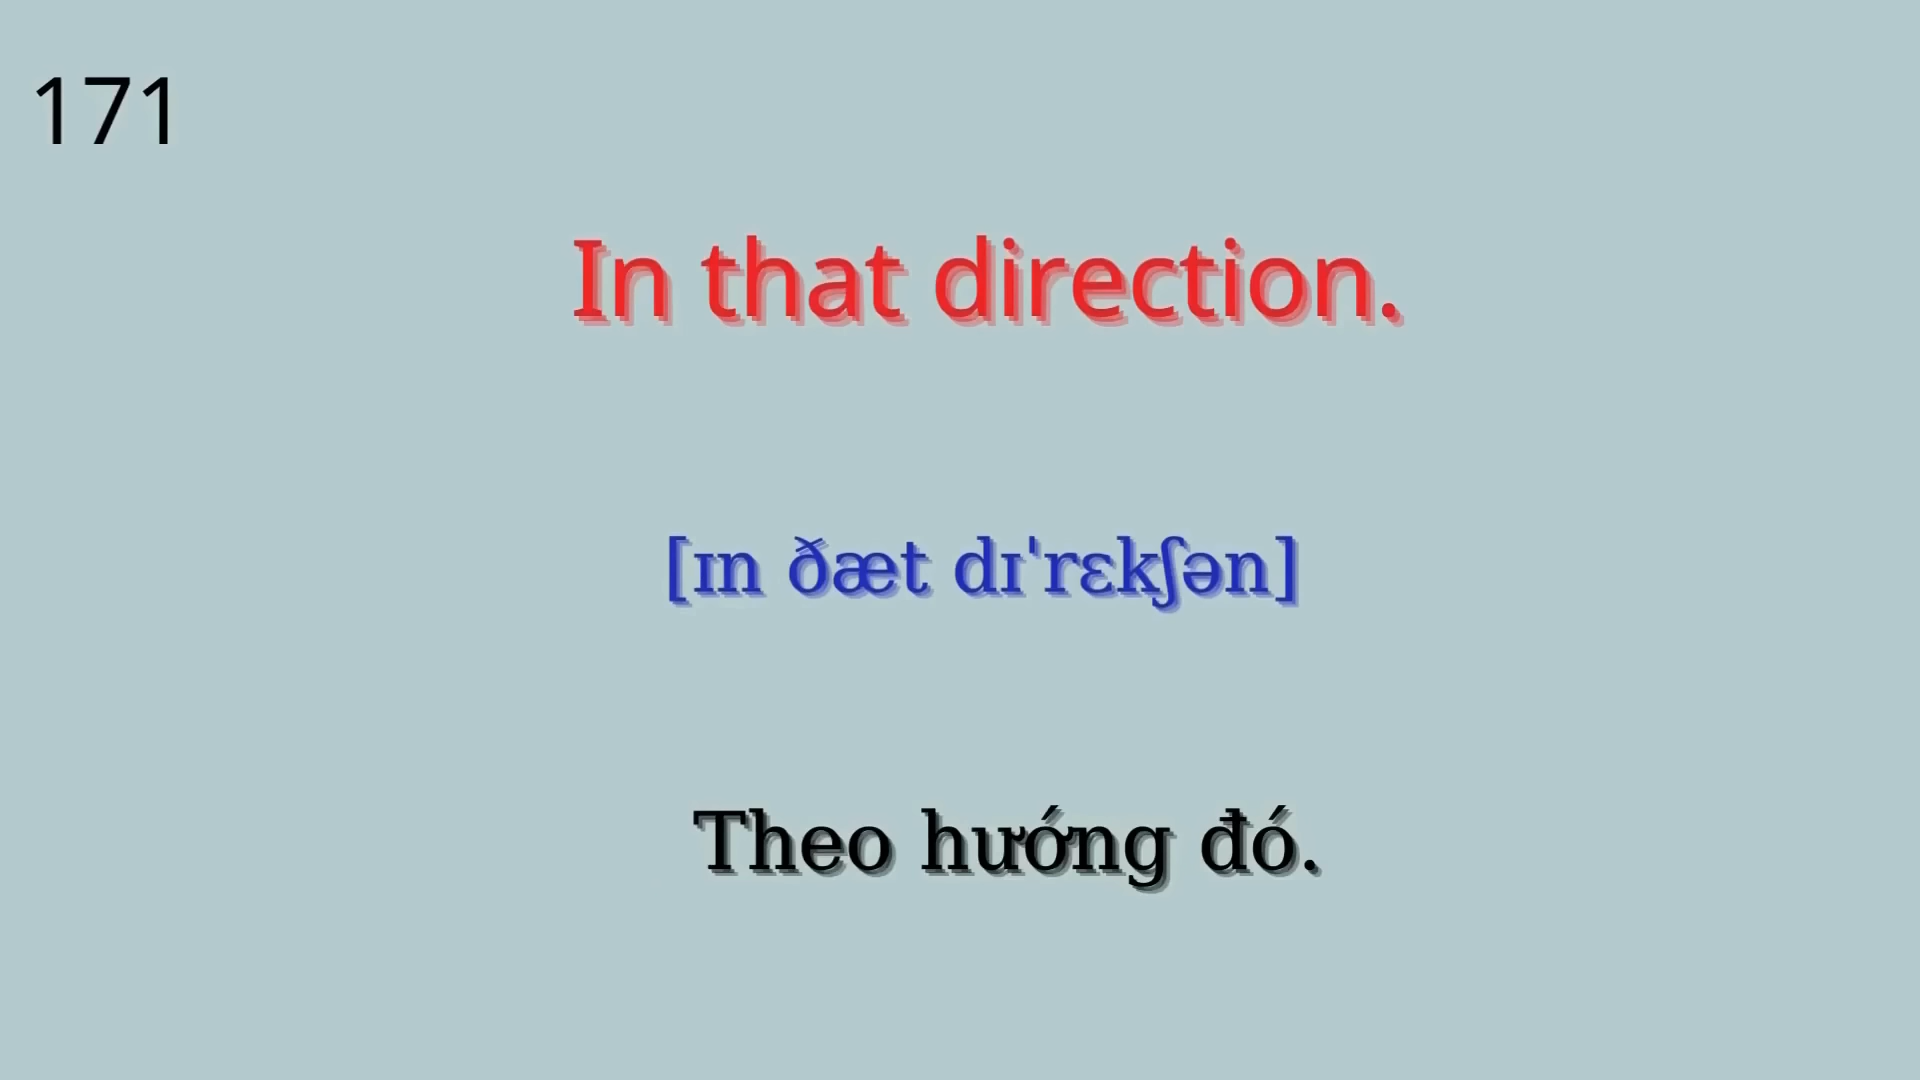 171
In that direction.
[ɪn ðæt dɪˈrɛkʃən]
Theo hướng đó.